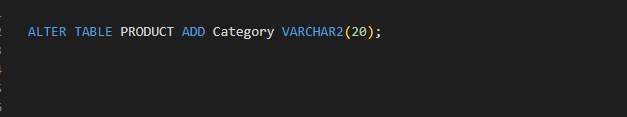 ALTER TABLE PRODUCT ADD Category VARCHAR2(20);